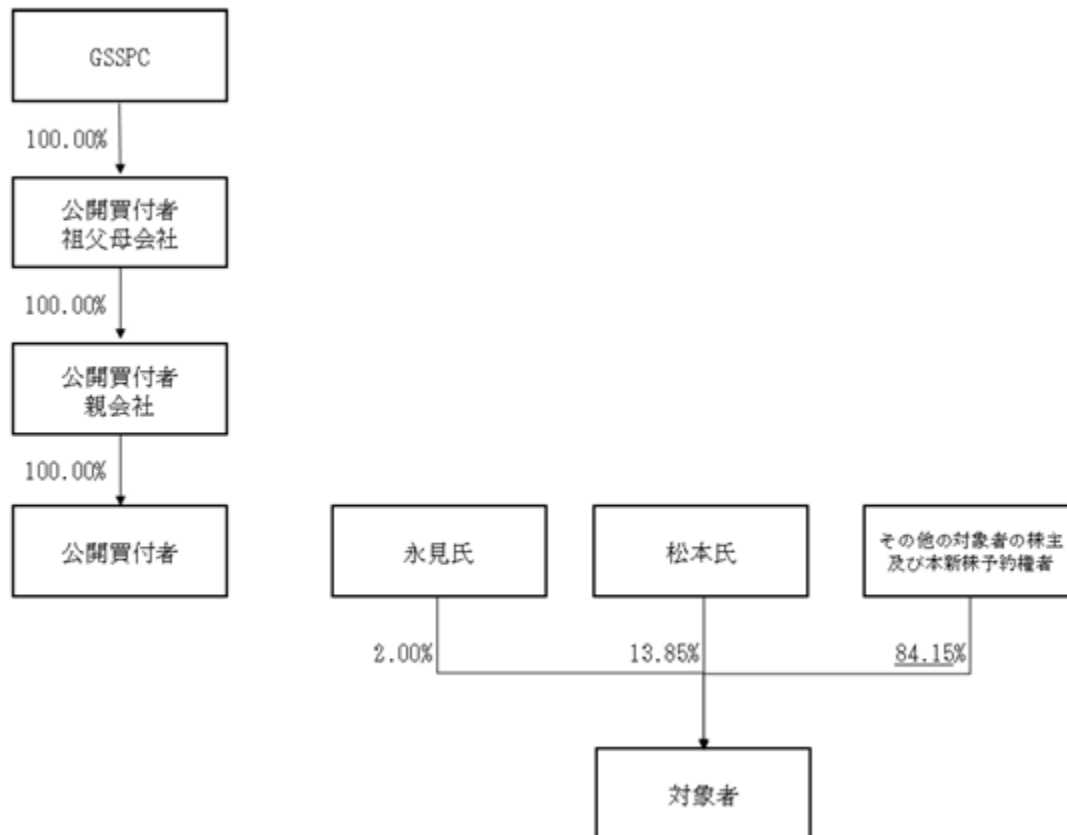 GSSPC
100.00%
公開買付者
祖父母会社
100.00%
公開買付者
親会社
100.00%
公開買付者
永見氏
松本氏
その他の対象者の株主
及び本新株予約権者
2.00%
13.85%
84.15%
対象者